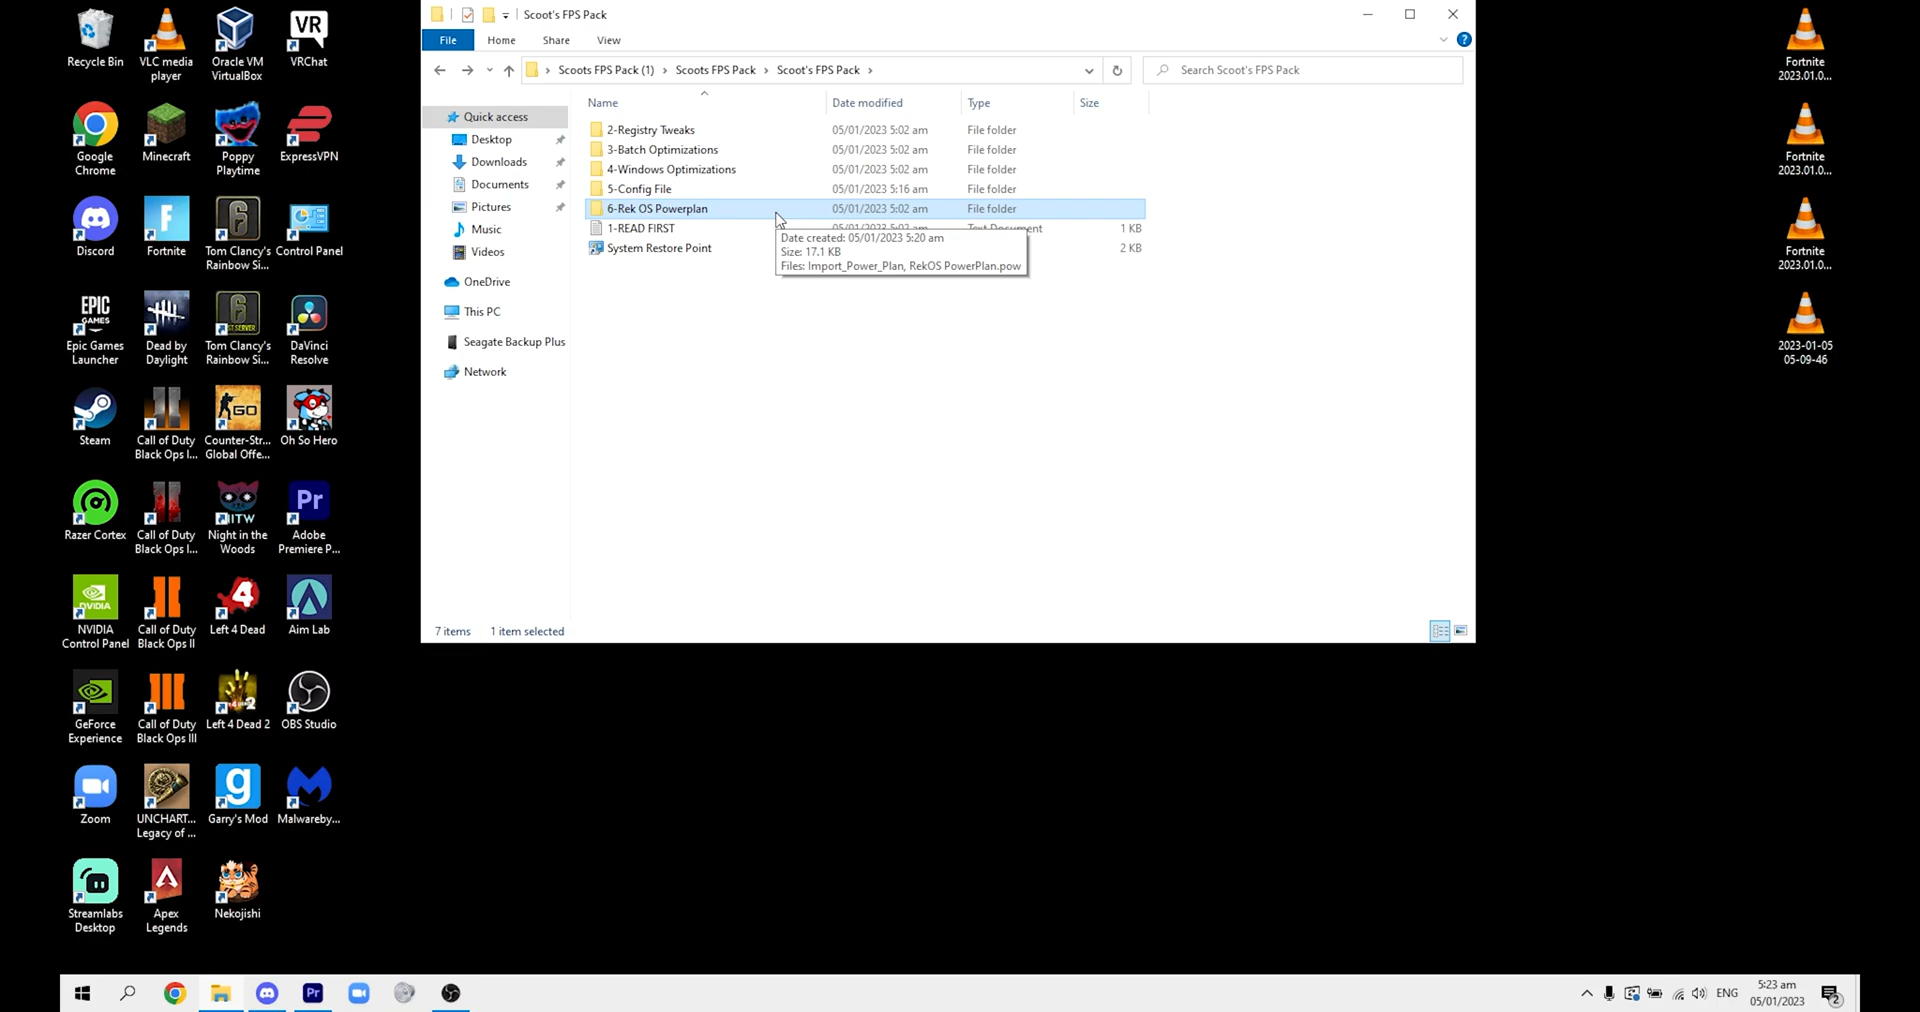 Recycle Bin
VLC media
player
Oracle VM
VirtualBox
VR
VRChat
Google
Chrome
Minecraft
Poppy
Playtime
ExpressVPN
Discord
Fortnite
Tom Clancy's
Rainbow Si...
Control Panel
EPIC
GAMES
Epic Games
Launcher
Dead by
Daylight
Tom Clancy's
Rainbow Si...
DaVinci
Resolve
Steam
Call of Duty
Black Ops I...
GO
Counter-Str...
Global Offe...
Oh So Hero
Razer Cortex
Call of Duty
Black Ops I...
NITW
Night in the
Woods
Pr
Adobe
Premiere P...
NVIDIA
NVIDIA
Control Panel
Call of Duty
Black Ops II
4
Left 4 Dead
Aim Lab
GeForce
Experience
Call of Duty
Black Ops III
Left 4 Dead 2
OBS Studio
Zoom
UNCHART...
Legacy of ...
g
Garry's Mod
Malwareby...
Streamlabs
Desktop
Apex
Legends
Nekojishi
Scoot's FPS Pack
File Home Share View
Scoots FPS Pack (1) > Scoots FPS Pack > Scoot's FPS Pack >
Search Scoot's FPS Pack
Quick access
Desktop
Downloads
Documents
Pictures
Music
Videos
OneDrive
This PC
Seagate Backup Plus
Network
Name Date modified Type Size
2-Registry Tweaks 05/01/2023 5:02 am File folder
3-Batch Optimizations 05/01/2023 5:02 am File folder
4-Windows Optimizations 05/01/2023 5:02 am File folder
5-Config File 05/01/2023 5:16 am File folder
6-Rek OS Powerplan 05/01/2023 5:02 am File folder
1-READ FIRST 05/01/2023 5:02 am Text Document 1 KB
System Restore Point 2 KB
Date created: 05/01/2023 5:20 am
Size: 17.1 KB
Files: Import_Power_Plan, RekOS PowerPlan.pow
7 items 1 item selected
Fortnite
2023.01.0...
Fortnite
2023.01.0...
Fortnite
2023.01.0...
2023-01-05
05-09-46
Pr
ENG
5:23 am
05/01/2023
2